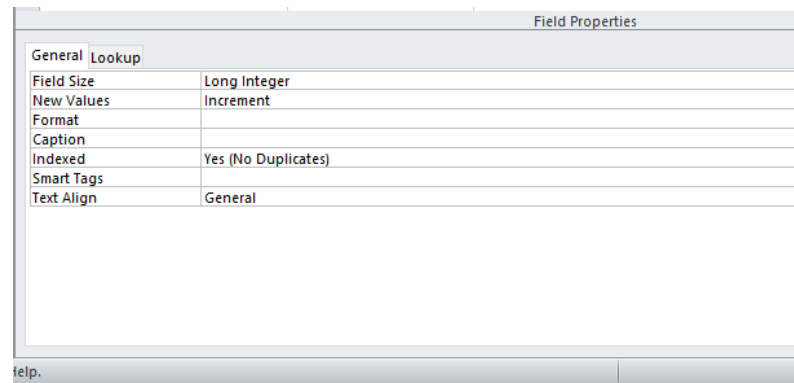 Field Properties
General Lookup
Field Size Long Integer
New Values Increment
Format
Caption
Indexed Yes (No Duplicates)
Smart Tags
Text Align General
Help.